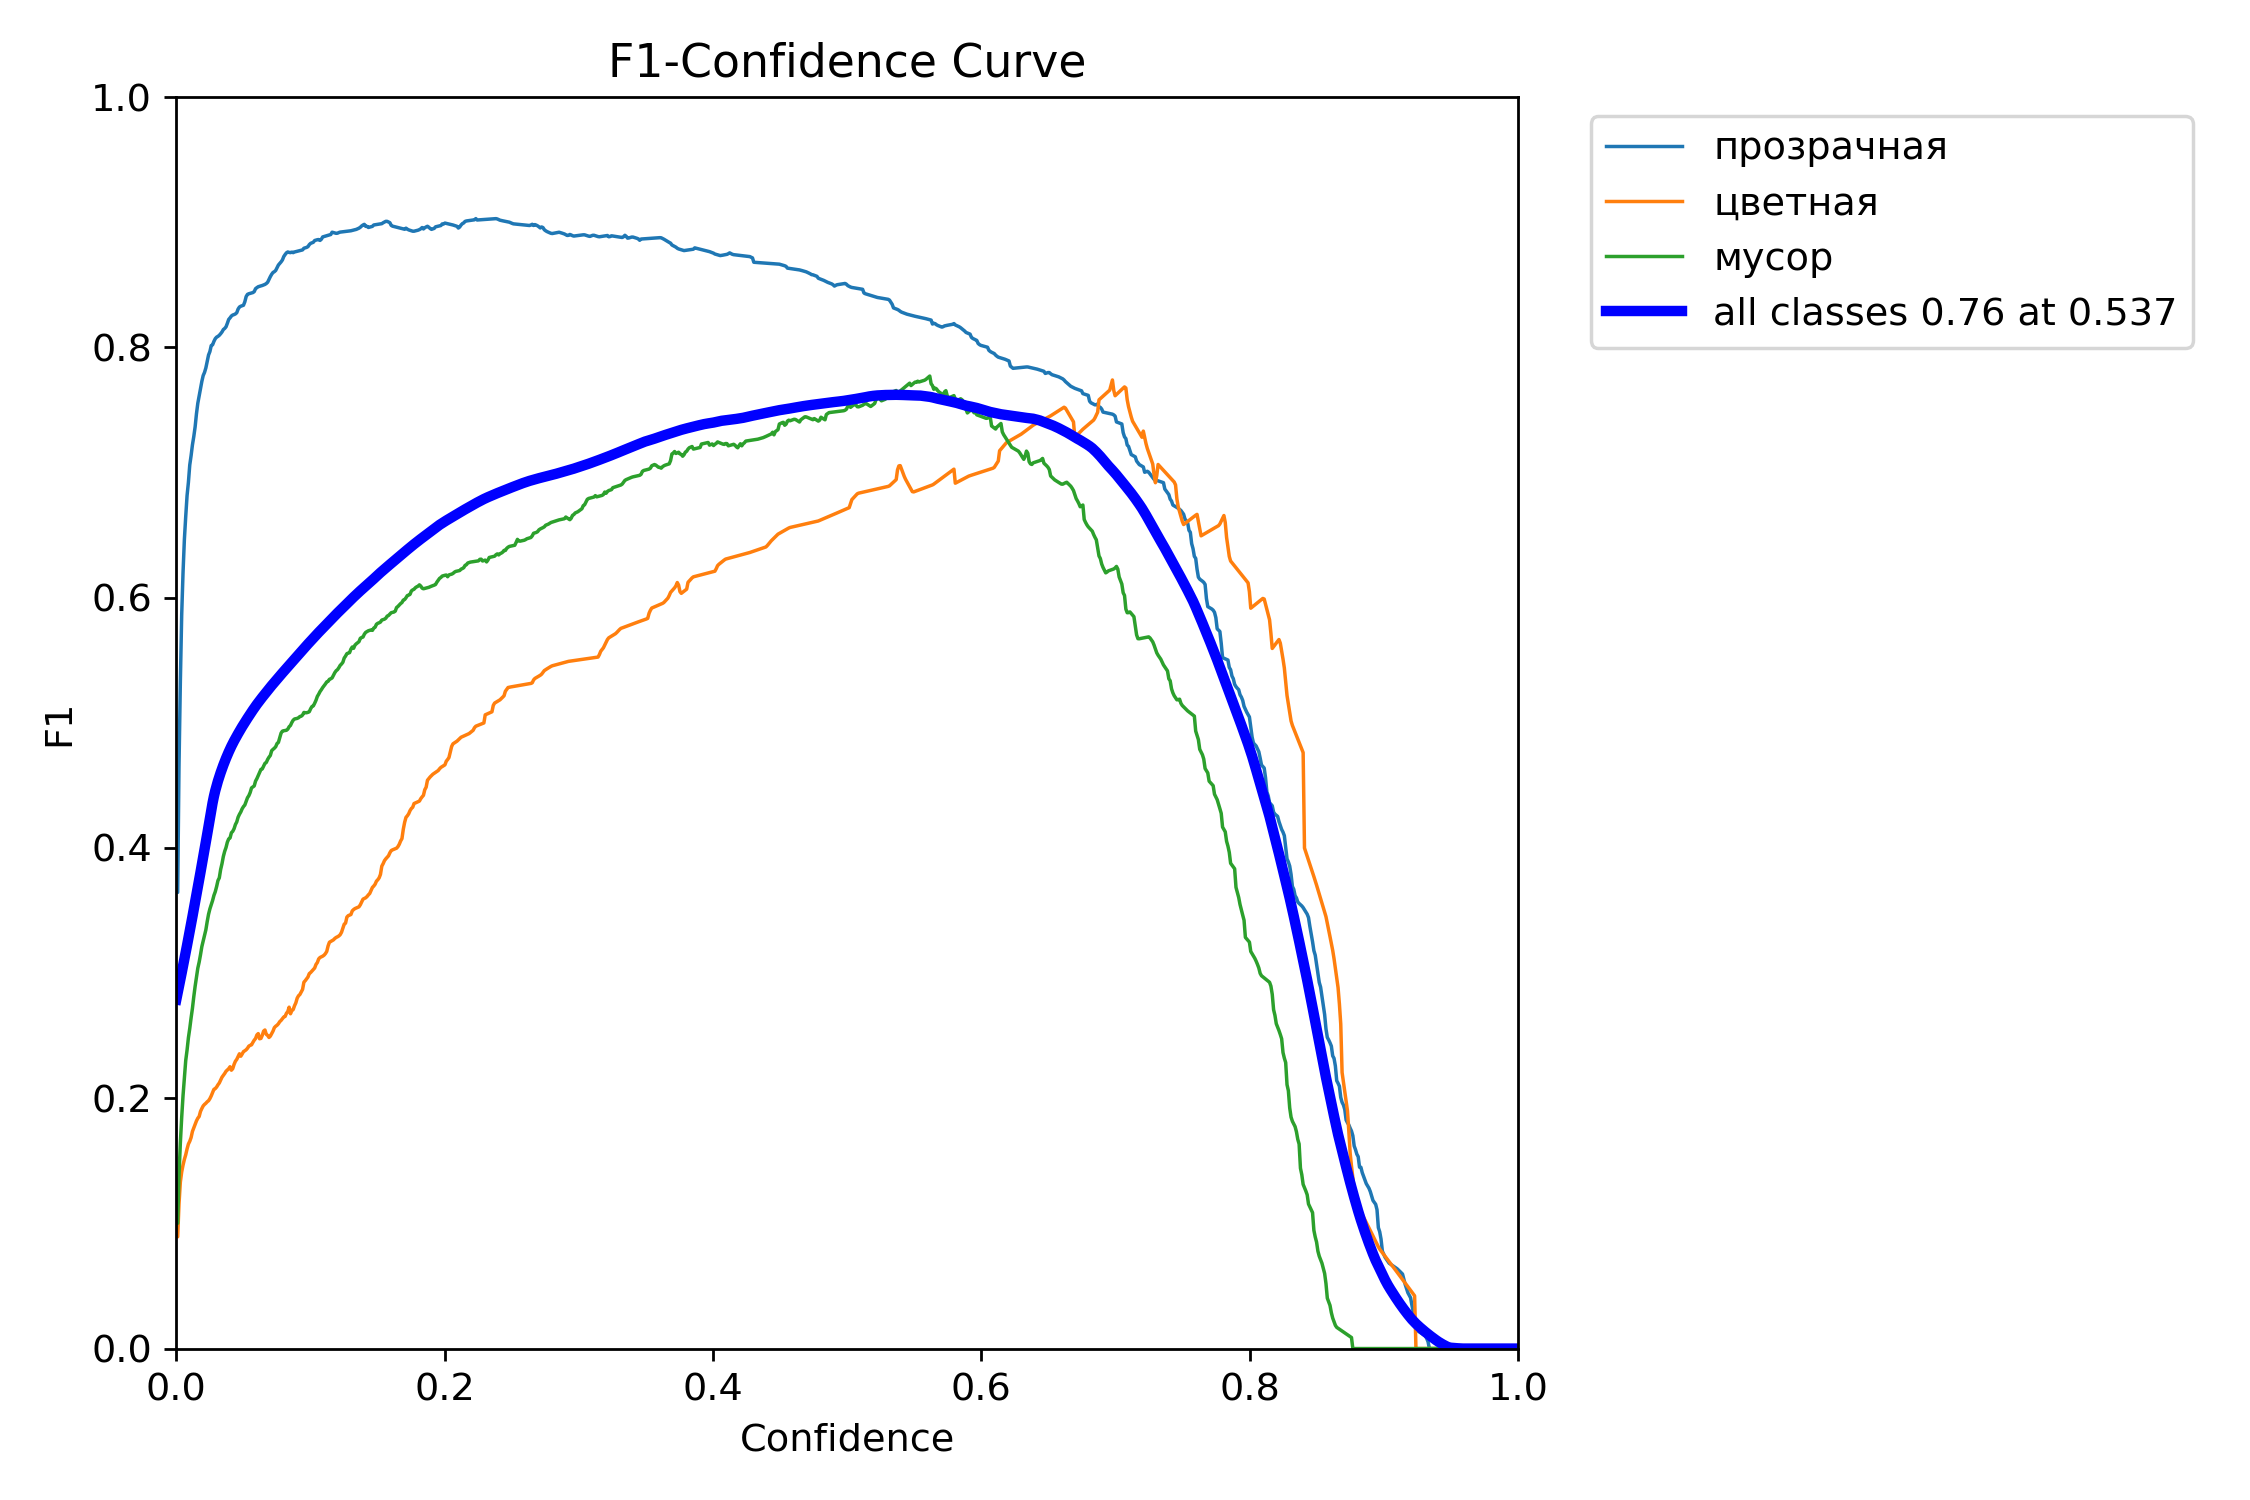 F1-Confidence Curve
1.0
0.8
0.6
0.4
0.2
0.0
F1
0.0 0.2 0.4 0.6 0.8 1.0
Confidence
прозрачная
цветная
мусор
all classes 0.76 at 0.537